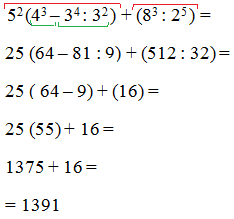 5²(4³ – 3⁴ : 3²) + (8³ : 2⁵) =
25 (64 – 81 : 9) + (512 : 32) =
25 ( 64 – 9) + (16) =
25 (55) + 16 =
1375 + 16 =
= 1391